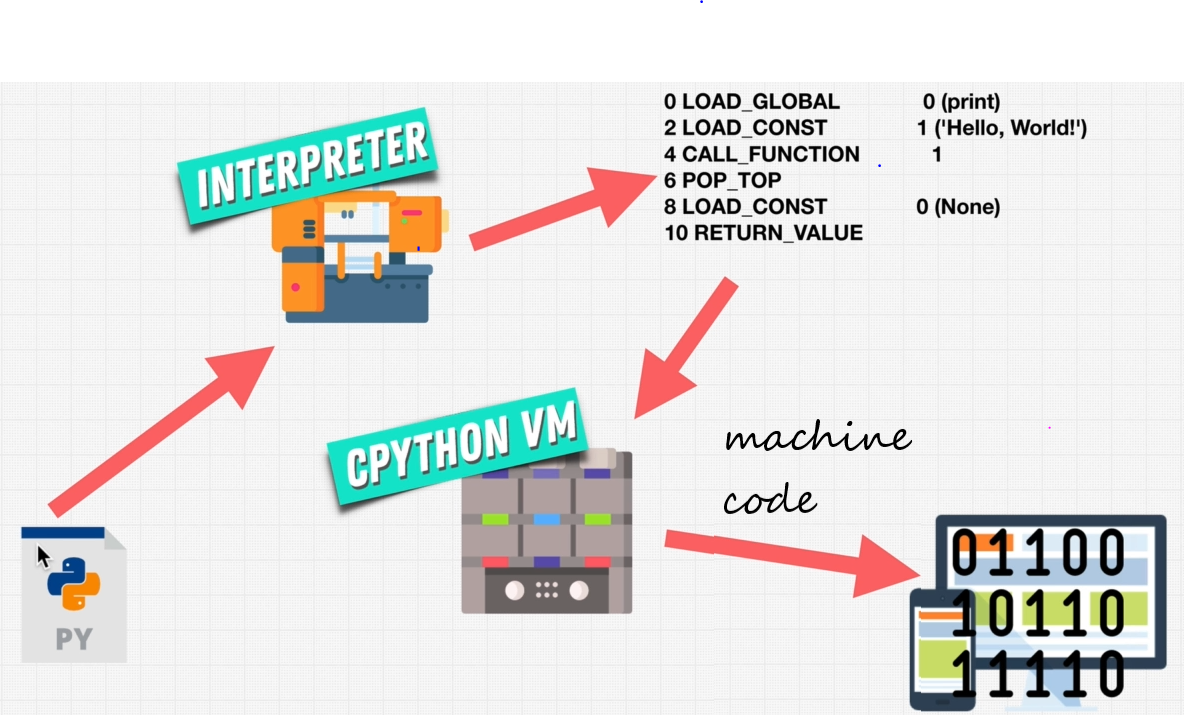 INTERPRETER
0 LOAD_GLOBAL 0 (print)
2 LOAD_CONST 1 ('Hello, World!')
4 CALL_FUNCTION 1
6 POP_TOP
8 LOAD_CONST 0 (None)
10 RETURN_VALUE
CPYTHON VM
machine
code
PY
01100
10110
11110